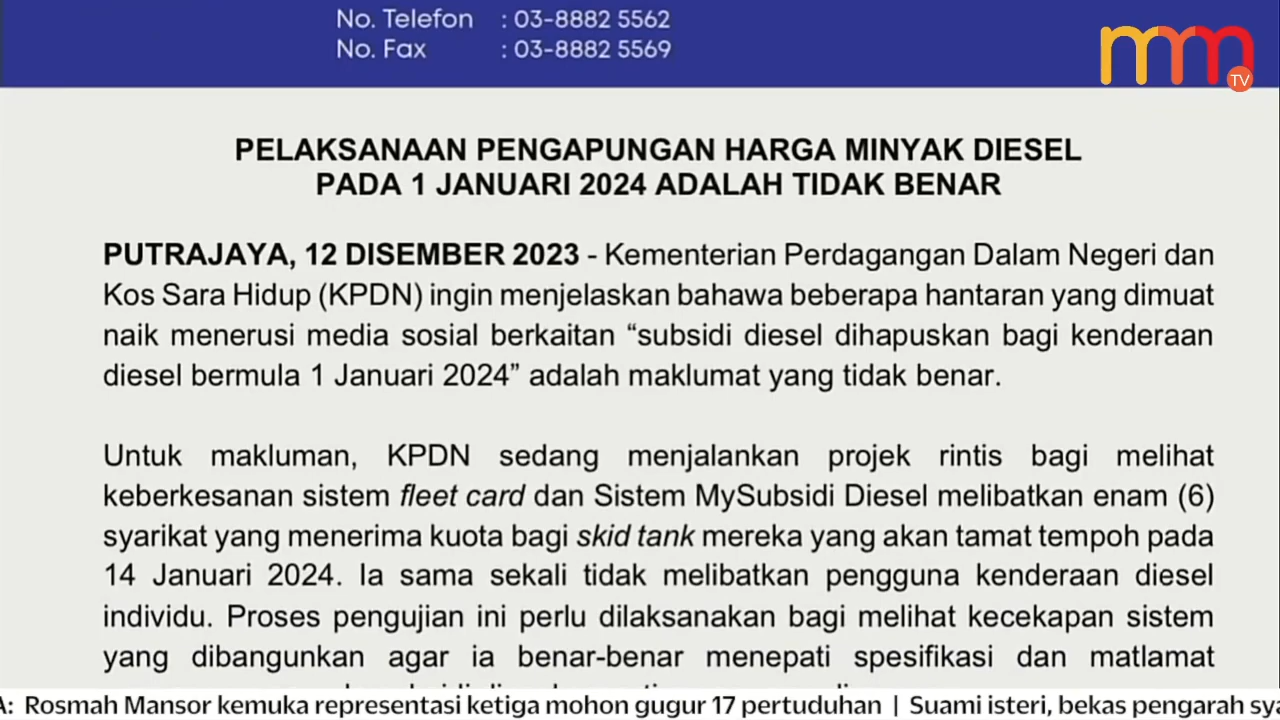 No. Telefon : 03-8882 5562
No. Fax : 03-8882 5569
mm TV
PELAKSANAAN PENGAPUNGAN HARGA MINYAK DIESEL
PADA 1 JANUARI 2024 ADALAH TIDAK BENAR
PUTRAJAYA, 12 DISEMBER 2023 - Kementerian Perdagangan Dalam Negeri dan
Kos Sara Hidup (KPDN) ingin menjelaskan bahawa beberapa hantaran yang dimuat
naik menerusi media sosial berkaitan “subsidi diesel dihapuskan bagi kenderaan
diesel bermula 1 Januari 2024” adalah maklumat yang tidak benar.
Untuk makluman, KPDN sedang menjalankan projek rintis bagi melihat
keberkesanan sistem fleet card dan Sistem MySubsidi Diesel melibatkan enam (6)
syarikat yang menerima kuota bagi skid tank mereka yang akan tamat tempoh pada
14 Januari 2024. Ia sama sekali tidak melibatkan pengguna kenderaan diesel
individu. Proses pengujian ini perlu dilaksanakan bagi melihat kecekapan sistem
yang dibangunkan agar ia benar-benar menepati spesifikasi dan matlamat
A: Rosmah Mansor kemuka representasi ketiga mohon gugur 17 pertuduhan | Suami isteri, bekas pengarah sya